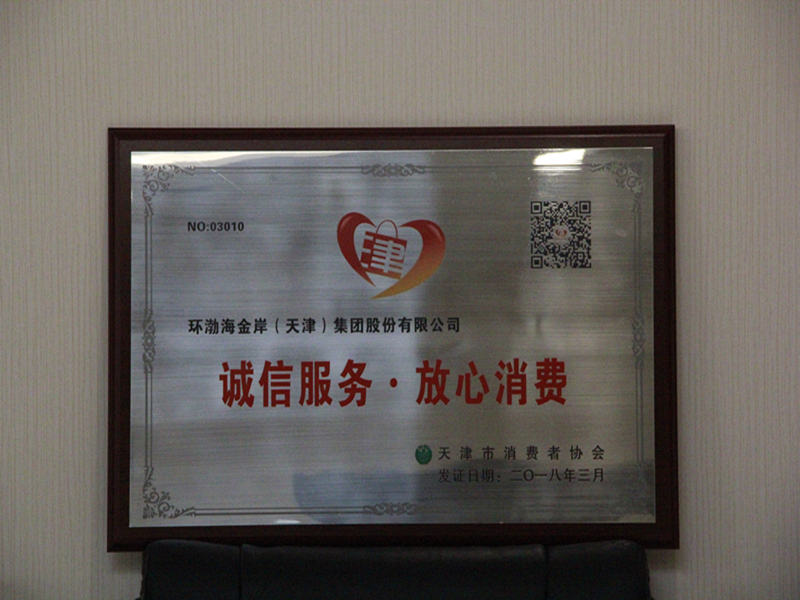 NO:03010
津
环渤海金岸（天津）集团股份有限公司
诚信服务·放心消费
天津市消费者协会
发证日期：二〇一八年三月